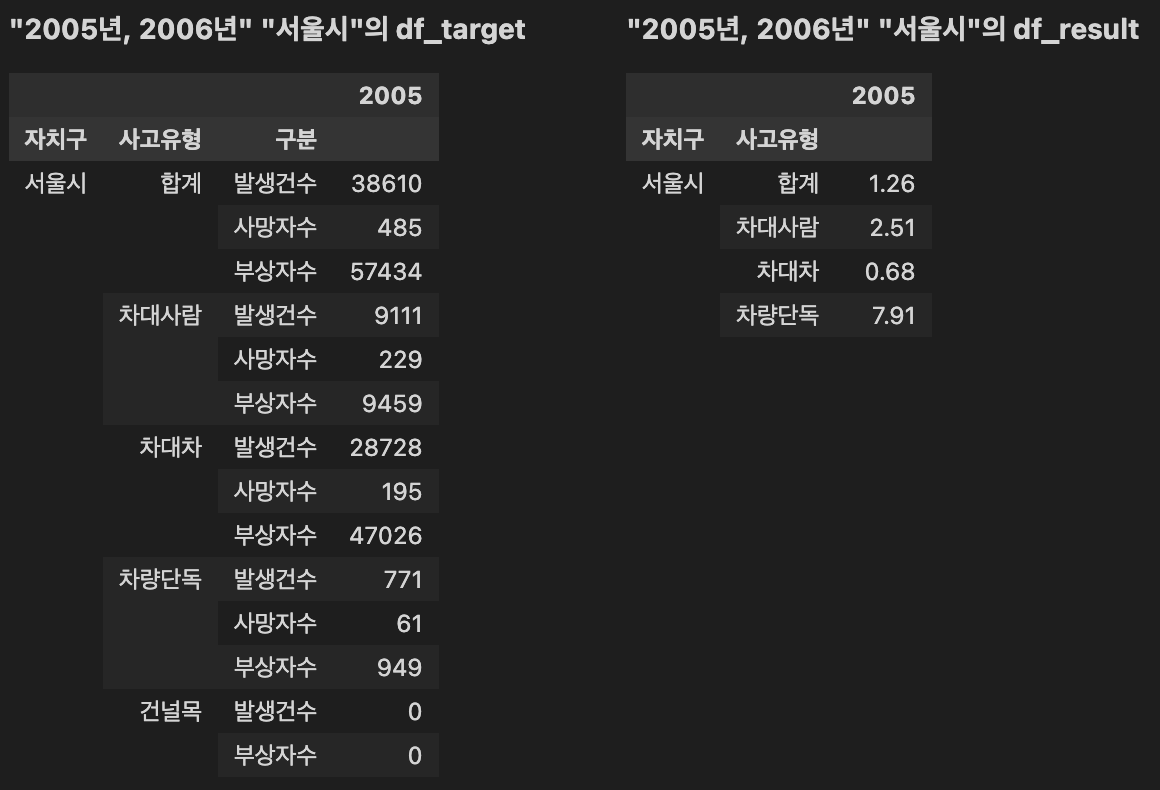 "2005년, 2006년" "서울시"의 df_target
2005
자치구 사고유형 구분
서울시 합계 발생건수 38610
사망자수 485
부상자수 57434
차대사람 발생건수 9111
사망자수 229
부상자수 9459
차대차 발생건수 28728
사망자수 195
부상자수 47026
차량단독 발생건수 771
사망자수 61
부상자수 949
건널목 발생건수 0
부상자수 0
"2005년, 2006년" "서울시"의 df_result
2005
자치구 사고유형
서울시 합계 1.26
차대사람 2.51
차대차 0.68
차량단독 7.91